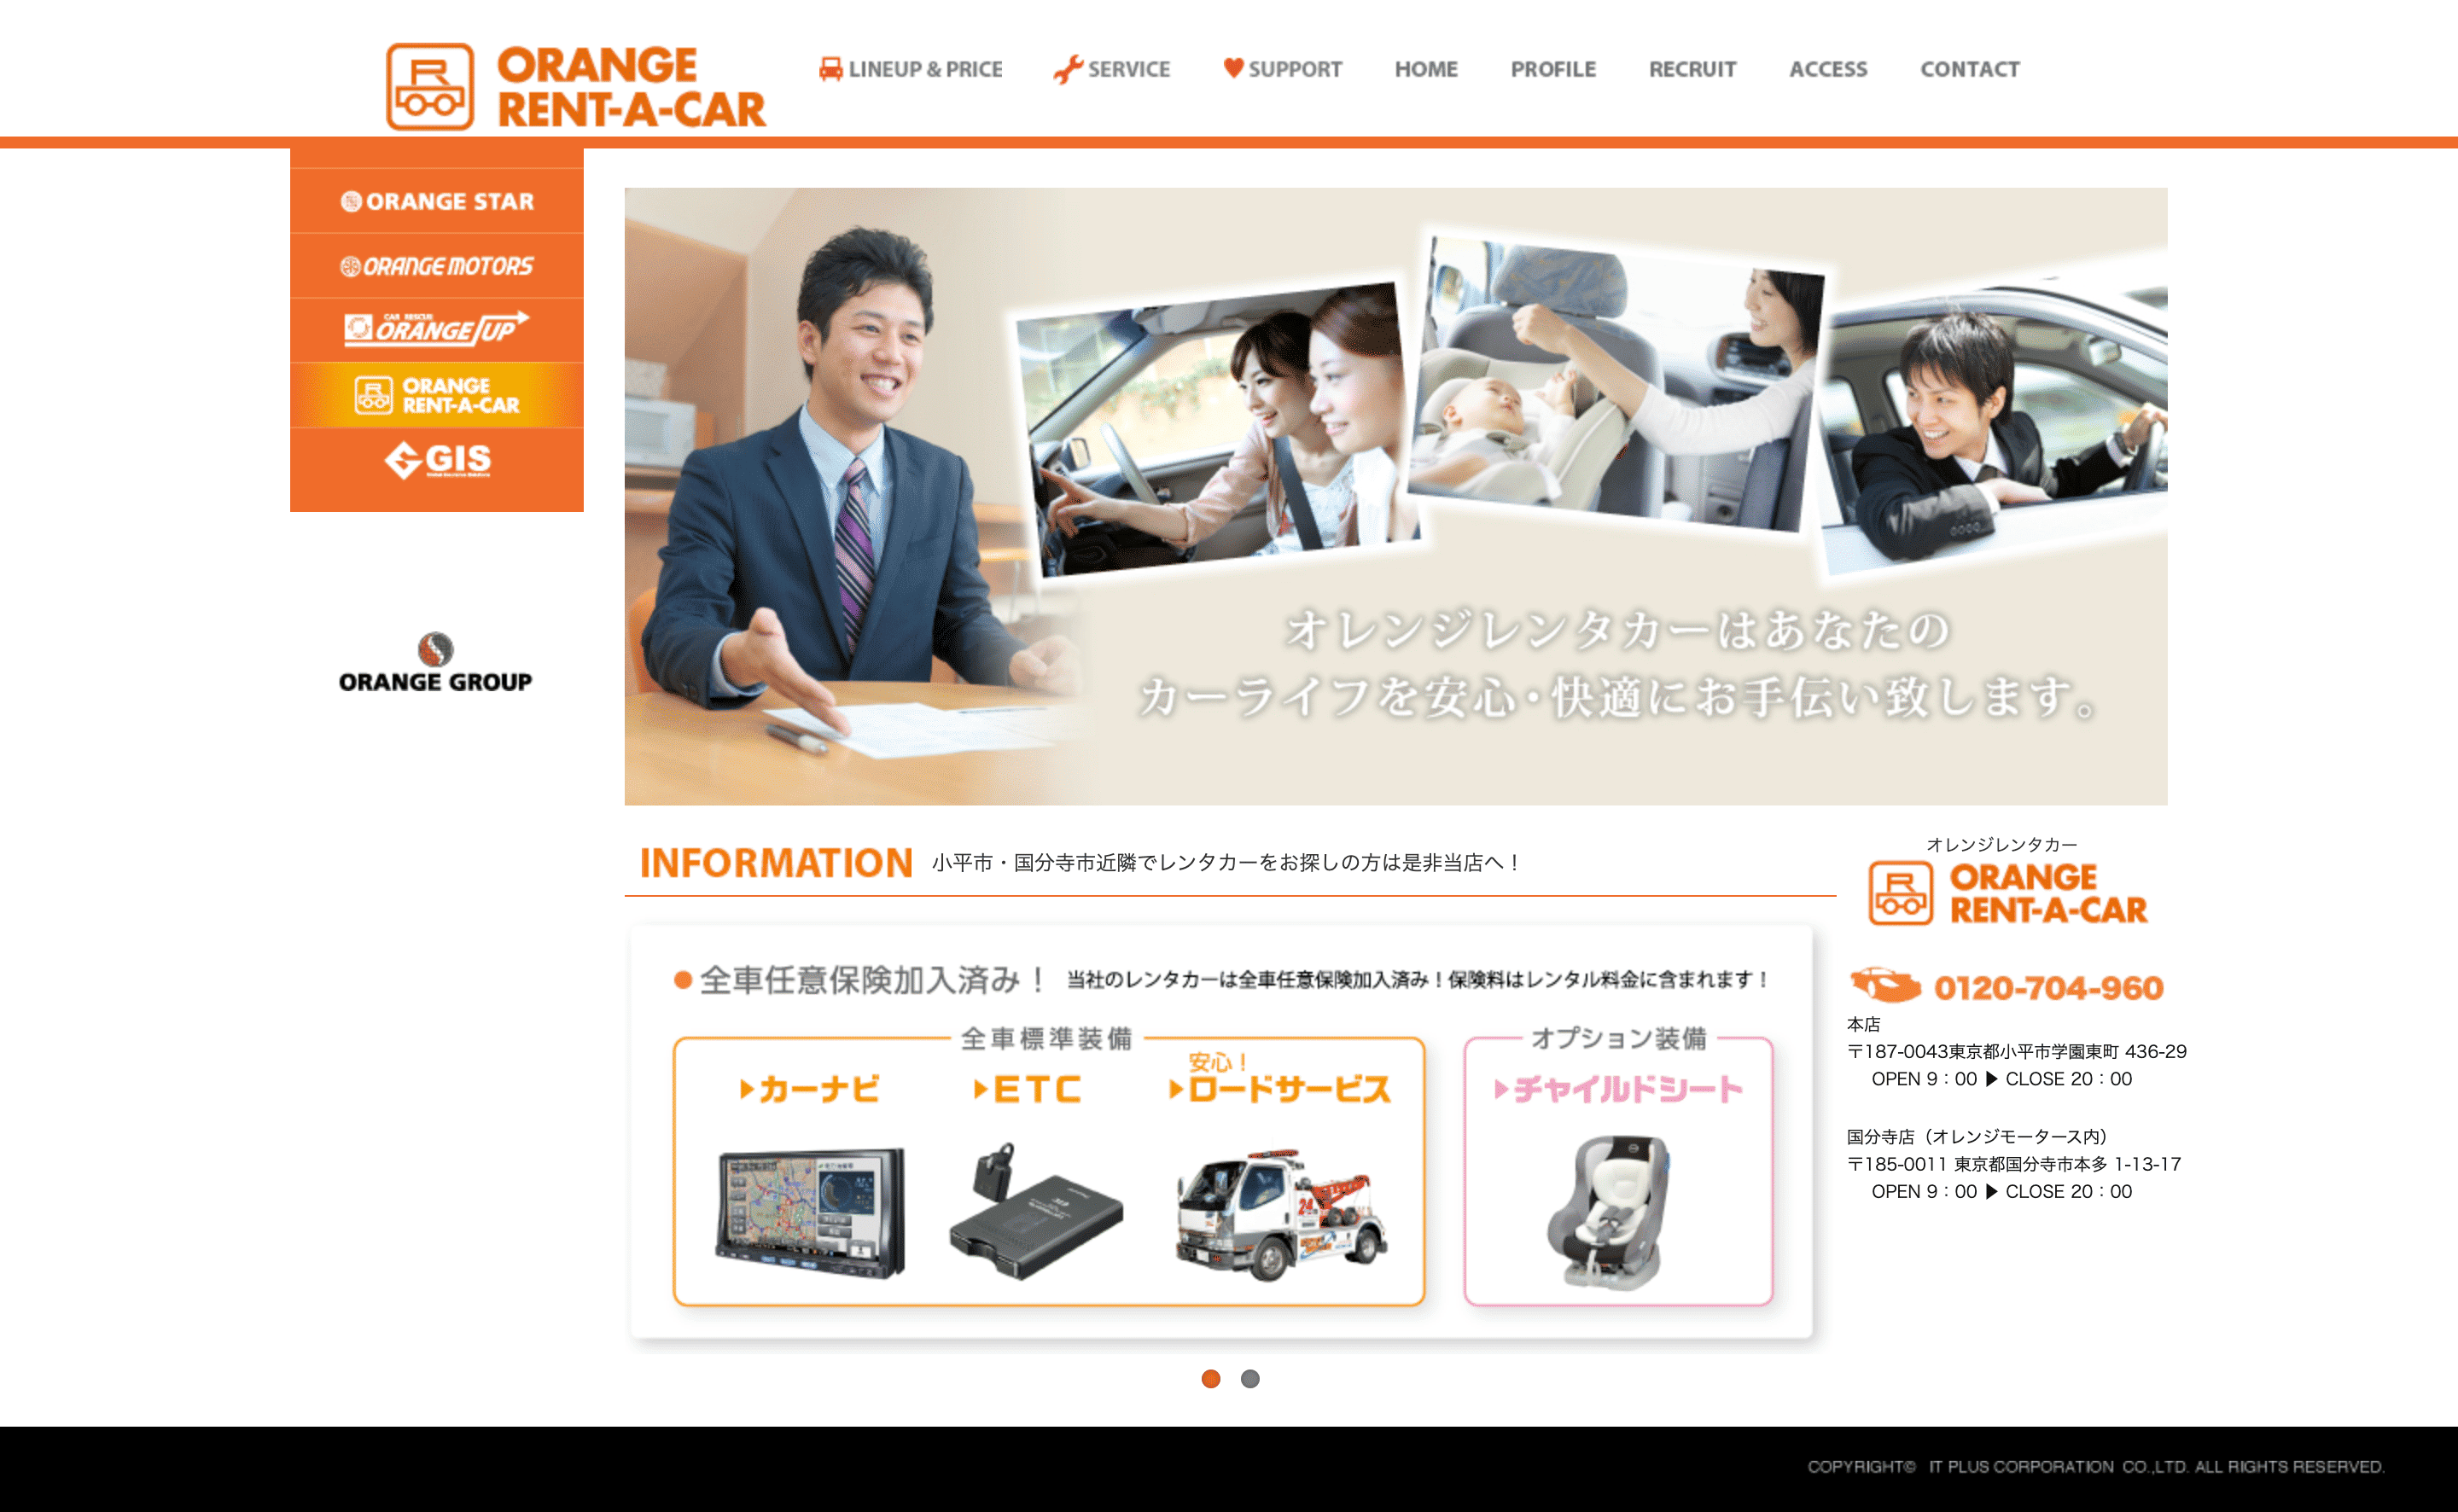 ORANGE
RENT-A-CAR
LINEUP & PRICE
SERVICE
SUPPORT
HOME
PROFILE
RECRUIT
ACCESS
CONTACT
ORANGE STAR
ORANGE MOTORS
CAR RESCUE
ORANGE UP
ORANGE
RENT-A-CAR
GIS
ORANGE GROUP
オレンジレンタカーはあなたの
カーライフを安心・快適にお手伝い致します。
INFORMATION 小平市・国分寺市近隣でレンタカーをお探しの方は是非当店へ！
全車任意保険加入済み！ 当社のレンタカーは全車任意保険加入済み！保険料はレンタル料金に含まれます！
全車標準装備
カーナビ
ETC
安心！
ロードサービス
24
オプション装備
チャイルドシート
オレンジレンタカー
ORANGE
RENT-A-CAR
0120-704-960
本店
〒187-0043東京都小平市学園東町 436-29
OPEN 9：00 ▶ CLOSE 20：00
国分寺店（オレンジモータース内）
〒185-0011 東京都国分寺市本多 1-13-17
OPEN 9：00 ▶ CLOSE 20：00
COPYRIGHT© IT PLUS CORPORATION CO.,LTD. ALL RIGHTS RESERVED.